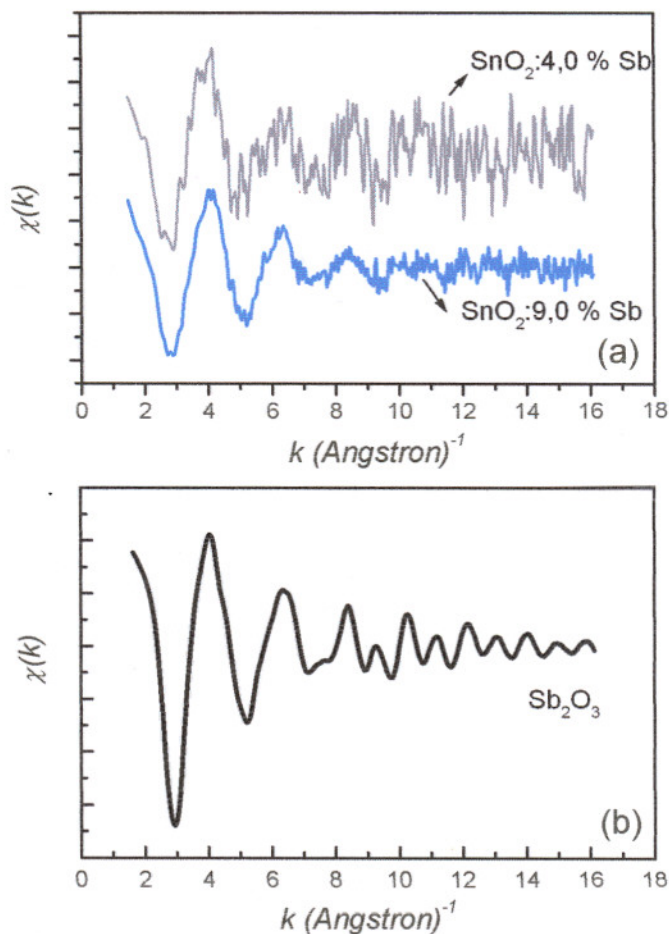 SnO₂:4,0 % Sb
χ(k)
SnO₂:9,0 % Sb
(a)
0 2 4 6 8 10 12 14 16 18
k (Angstron)⁻¹
χ(k)
Sb₂O₃
(b)
0 2 4 6 8 10 12 14 16 18
k (Angstron)⁻¹